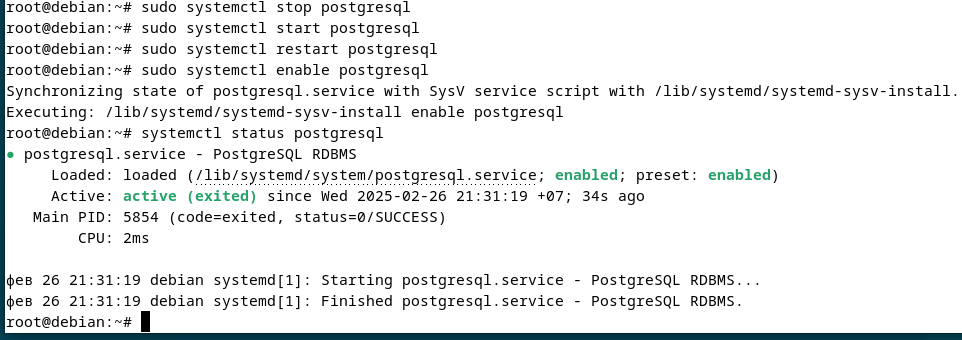 root@debian:~# sudo systemctl stop postgresql
root@debian:~# sudo systemctl start postgresql
root@debian:~# sudo systemctl restart postgresql
root@debian:~# sudo systemctl enable postgresql
Synchronizing state of postgresql.service with SysV service script with /lib/systemd/systemd-sysv-install.
Executing: /lib/systemd/systemd-sysv-install enable postgresql
root@debian:~# systemctl status postgresql
● postgresql.service - PostgreSQL RDBMS
     Loaded: loaded (/lib/systemd/system/postgresql.service; enabled; preset: enabled)
     Active: active (exited) since Wed 2025-02-26 21:31:19 +07; 34s ago
   Main PID: 5854 (code=exited, status=0/SUCCESS)
        CPU: 2ms

фев 26 21:31:19 debian systemd[1]: Starting postgresql.service - PostgreSQL RDBMS...
фев 26 21:31:19 debian systemd[1]: Finished postgresql.service - PostgreSQL RDBMS.
root@debian:~#